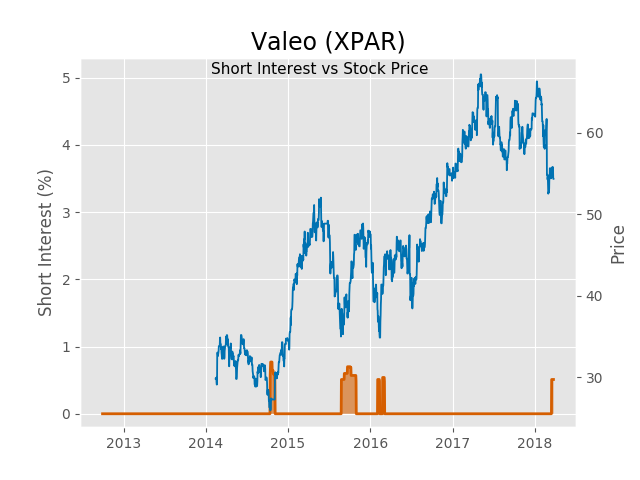 Valeo (XPAR)
Short Interest vs Stock Price
Short Interest (%)
5
4
3
2
1
0
60
50
40
30
Price
2013 2014 2015 2016 2017 2018